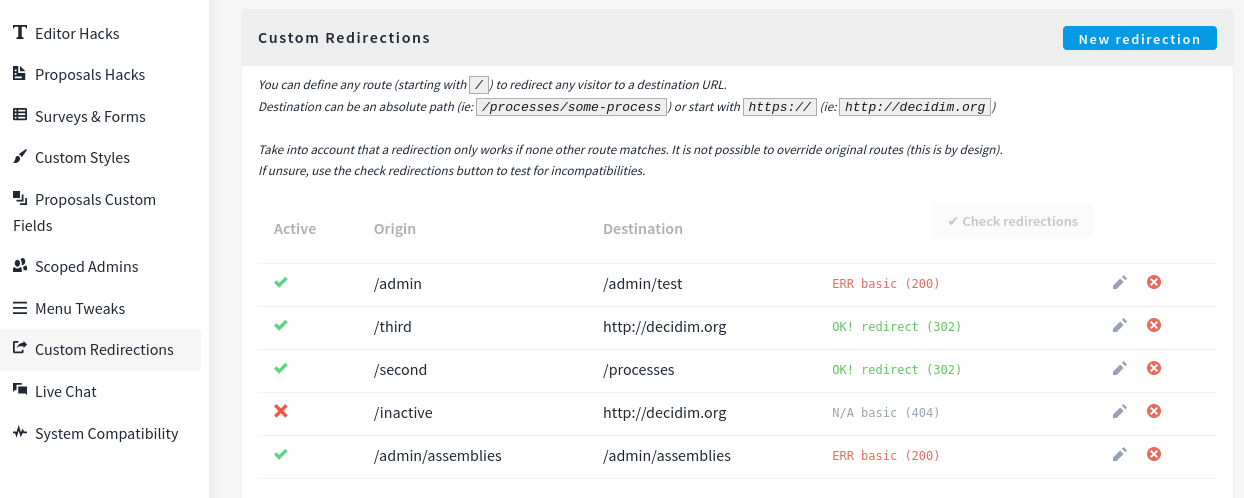 Editor Hacks
Proposals Hacks
Surveys & Forms
Custom Styles
Proposals Custom
Fields
Scoped Admins
Menu Tweaks
Custom Redirections
Live Chat
System Compatibility
Custom Redirections
New redirection
You can define any route (starting with / ) to redirect any visitor to a destination URL.
Destination can be an absolute path (ie: /processes/some-process ) or start with https:// (ie: http://decidim.org )
Take into account that a redirection only works if none other route matches. It is not possible to override original routes (this is by design).
If unsure, use the check redirections button to test for incompatibilities.
Active Origin Destination ✔ Check redirections
/admin /admin/test ERR basic (200)
/third http://decidim.org OK! redirect (302)
/second /processes OK! redirect (302)
/inactive http://decidim.org N/A basic (404)
/admin/assemblies /admin/assemblies ERR basic (200)